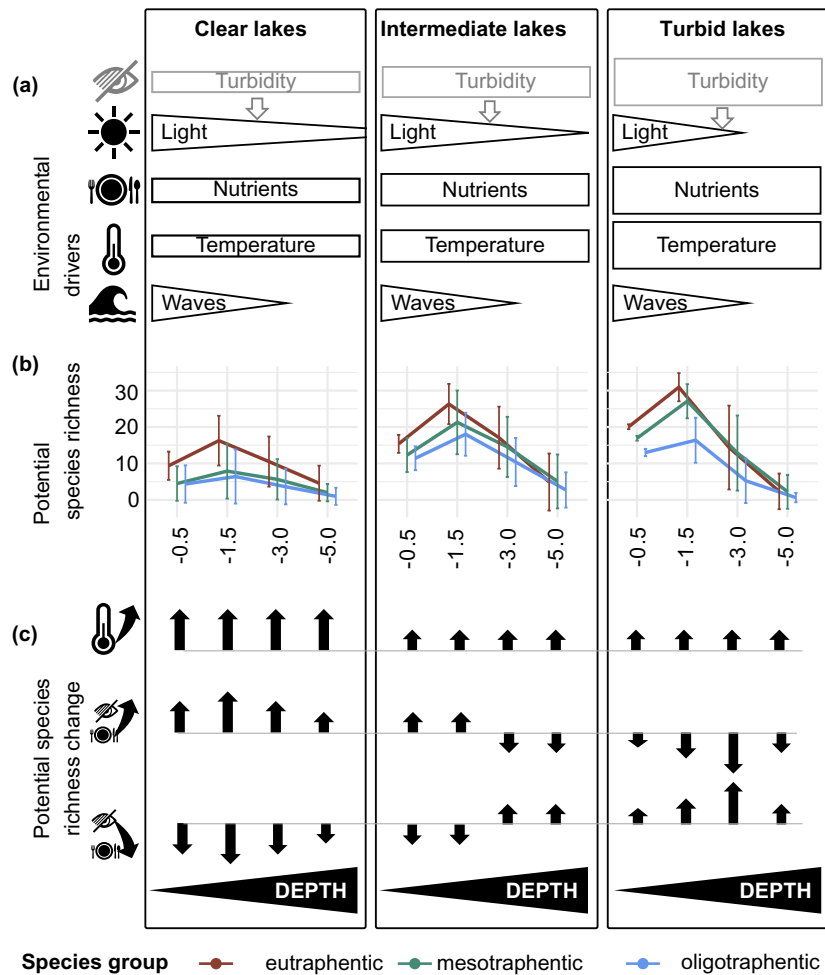 Clear lakes
Intermediate lakes
Turbid lakes
(a)
Environmental
drivers
Turbidity
Turbidity
Turbidity
Light
Light
Light
Nutrients
Nutrients
Nutrients
Temperature
Temperature
Temperature
Waves
Waves
Waves
(b)
Potential
species richness
30
20
10
0
-0.5
-1.5
-3.0
-5.0
-0.5
-1.5
-3.0
-5.0
-0.5
-1.5
-3.0
-5.0
(c)
Potential species
richness change
DEPTH
DEPTH
DEPTH
Species group
eutraphentic
mesotraphentic
oligotraphentic